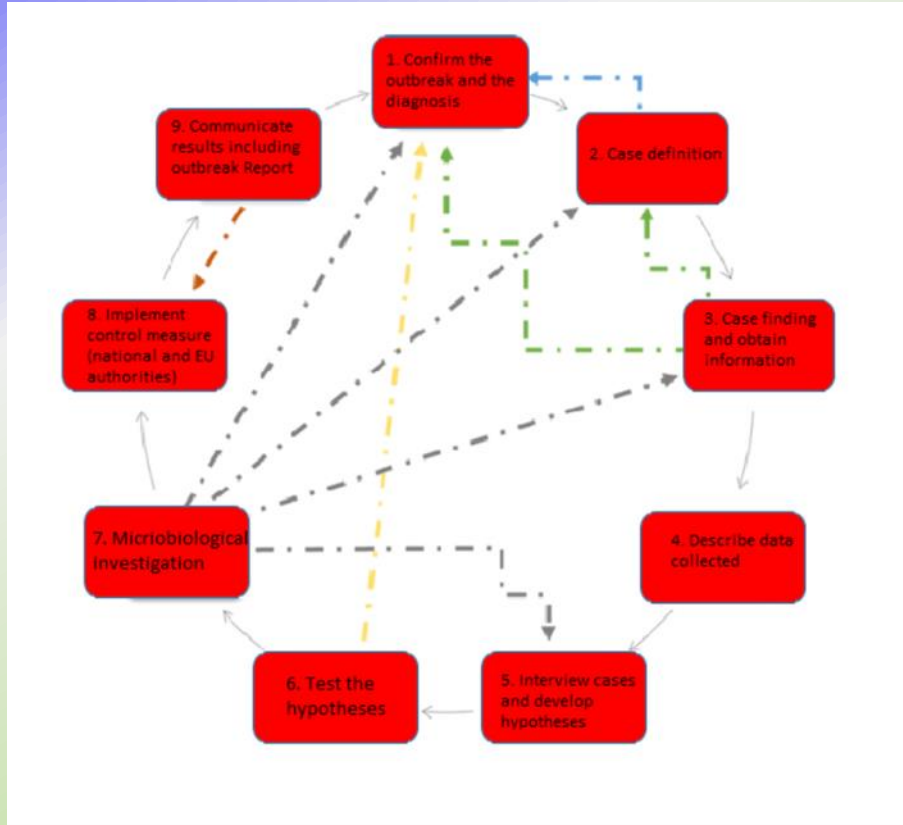 1. Confirm the
outbreak and the
diagnosis
2. Case definition
3. Case finding
and obtain
information
4. Describe data
collected
5. Interview cases
and develop
hypotheses
6. Test the
hypotheses
7. Micriobiological
investigation
8. Implement
control measure
(national and EU
authorities)
9. Communicate
results including
outbreak Report